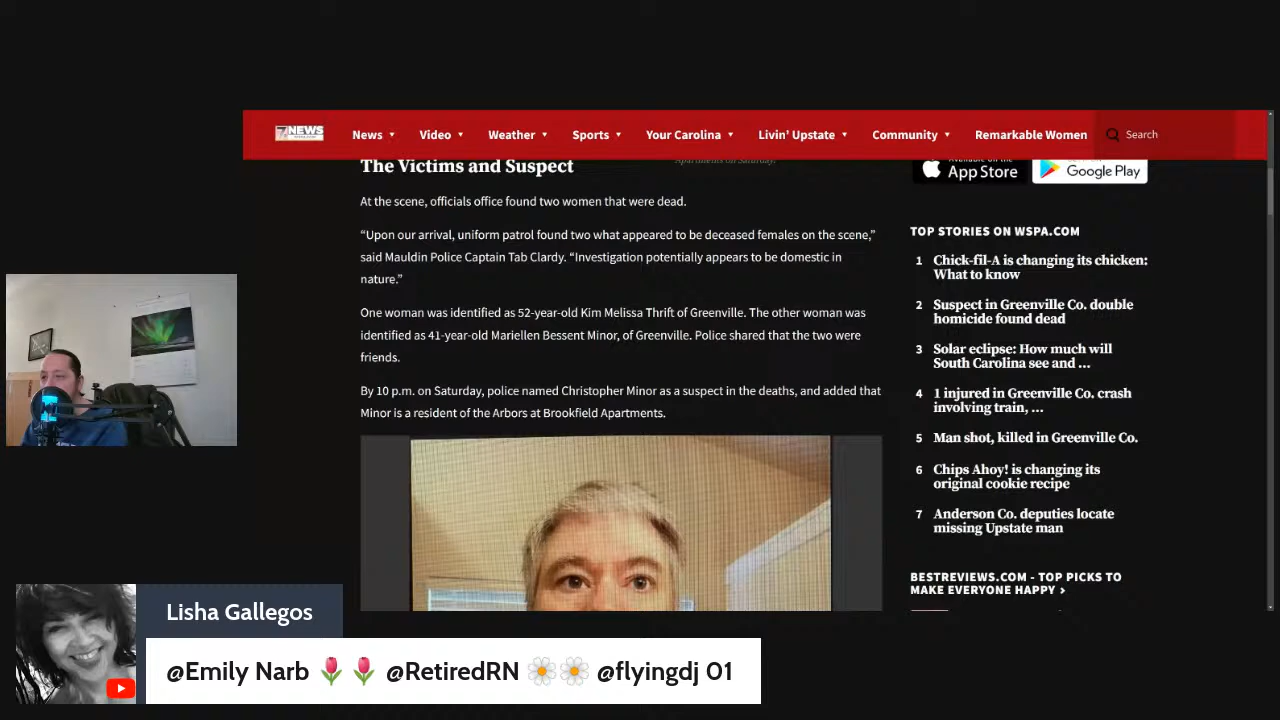 7NEWS
News
Video
Weather
Sports
Your Carolina
Livin' Upstate
Community
Remarkable Women
Search
Apartments on Saturday.
The Victims and Suspect
At the scene, officials office found two women that were dead.
“Upon our arrival, uniform patrol found two what appeared to be deceased females on the scene,”
said Mauldin Police Captain Tab Clardy. “Investigation potentially appears to be domestic in
nature.”
One woman was identified as 52-year-old Kim Melissa Thrift of Greenville. The other woman was
identified as 41-year-old Mariellen Bessent Minor, of Greenville. Police shared that the two were
friends.
By 10 p.m. on Saturday, police named Christopher Minor as a suspect in the deaths, and added that
Minor is a resident of the Arbors at Brookfield Apartments.
App Store
Google Play
TOP STORIES ON WSPA.COM
1 Chick-fil-A is changing its chicken:
What to know
2 Suspect in Greenville Co. double
homicide found dead
3 Solar eclipse: How much will
South Carolina see and ...
4 1 injured in Greenville Co. crash
involving train, ...
5 Man shot, killed in Greenville Co.
6 Chips Ahoy! is changing its
original cookie recipe
7 Anderson Co. deputies locate
missing Upstate man
BESTREVIEWS.COM - TOP PICKS TO
MAKE EVERYONE HAPPY ›
Lisha Gallegos
@Emily Narb 🌷🌷 @RetiredRN 🌼🌼 @flyingdj 01